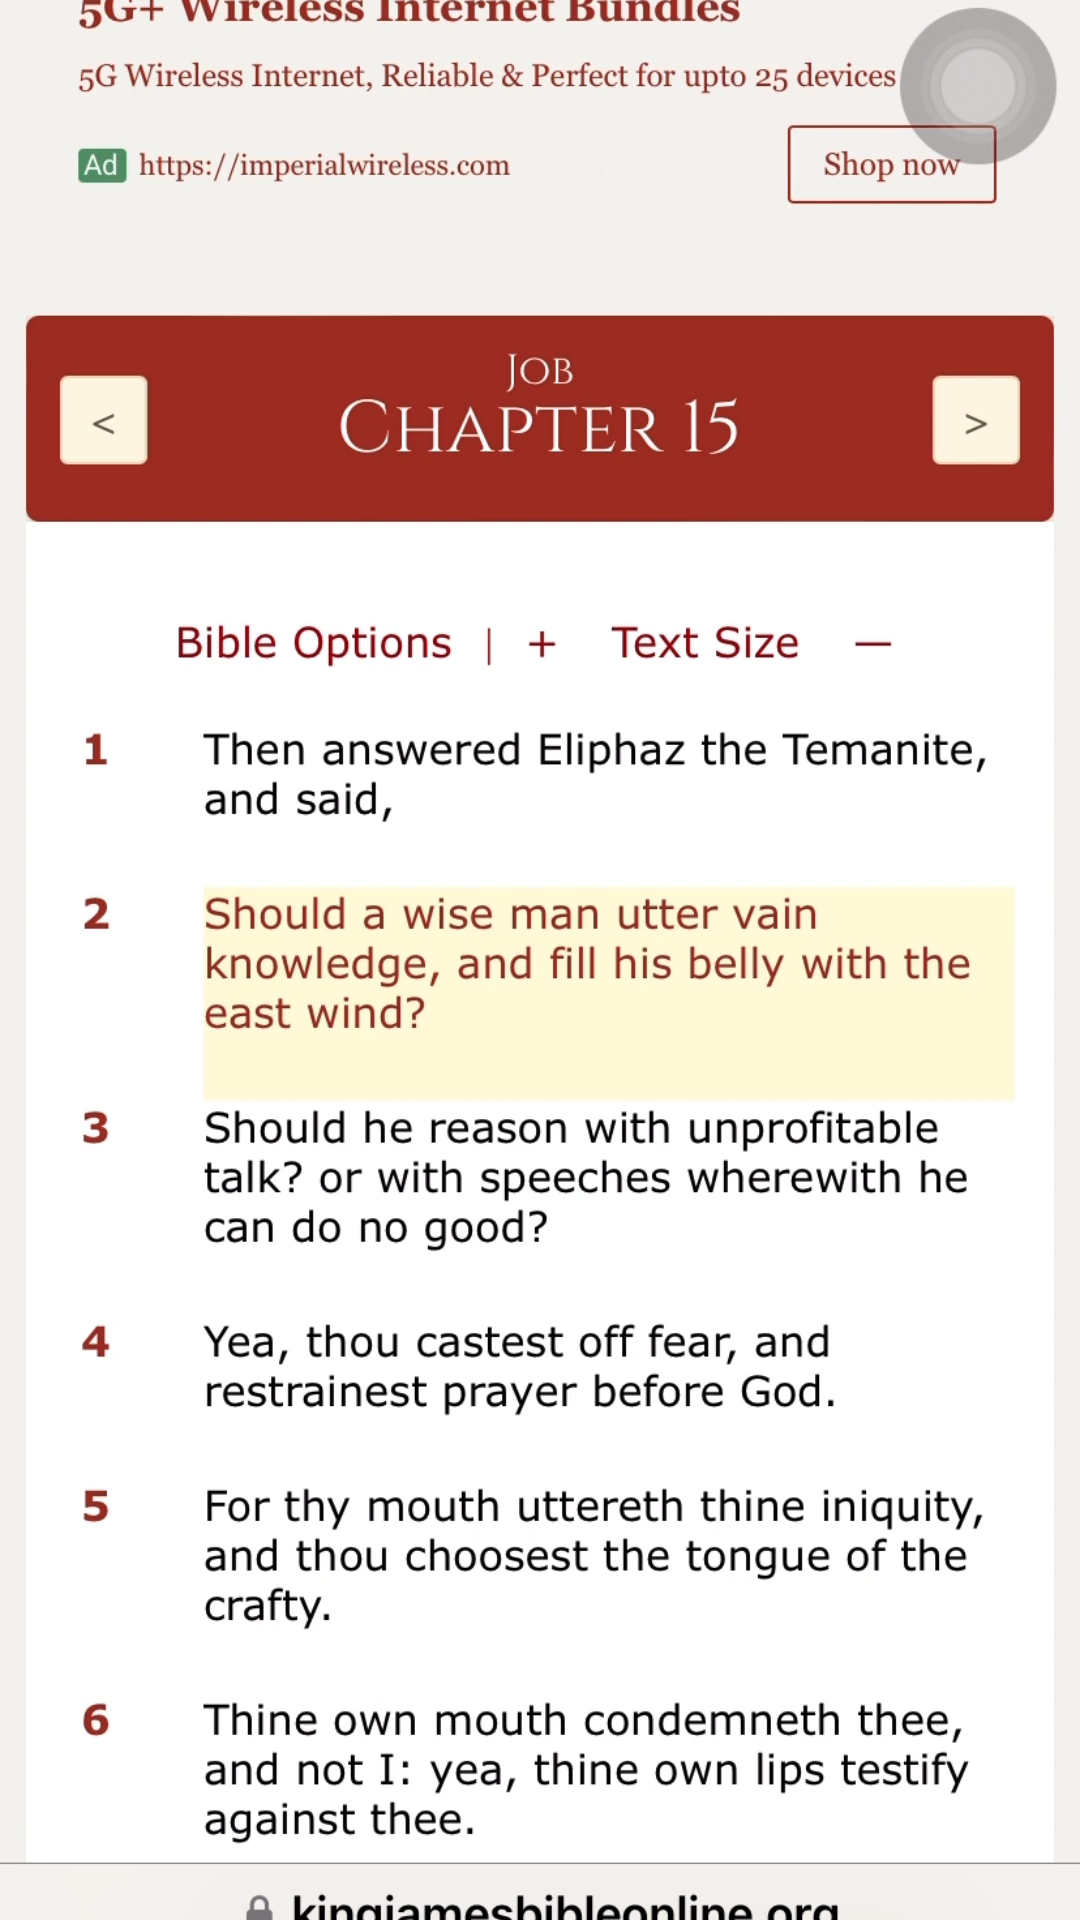 5G+ Wireless Internet Bundles
5G Wireless Internet, Reliable & Perfect for upto 25 devices
Ad https://imperialwireless.com
Shop now
<
Job
Chapter 15
>
Bible Options | + Text Size —
1 Then answered Eliphaz the Temanite,
and said,
2 Should a wise man utter vain
knowledge, and fill his belly with the
east wind?
3 Should he reason with unprofitable
talk? or with speeches wherewith he
can do no good?
4 Yea, thou castest off fear, and
restrainest prayer before God.
5 For thy mouth uttereth thine iniquity,
and thou choosest the tongue of the
crafty.
6 Thine own mouth condemneth thee,
and not I: yea, thine own lips testify
against thee.
kingjamesbibleonline.org